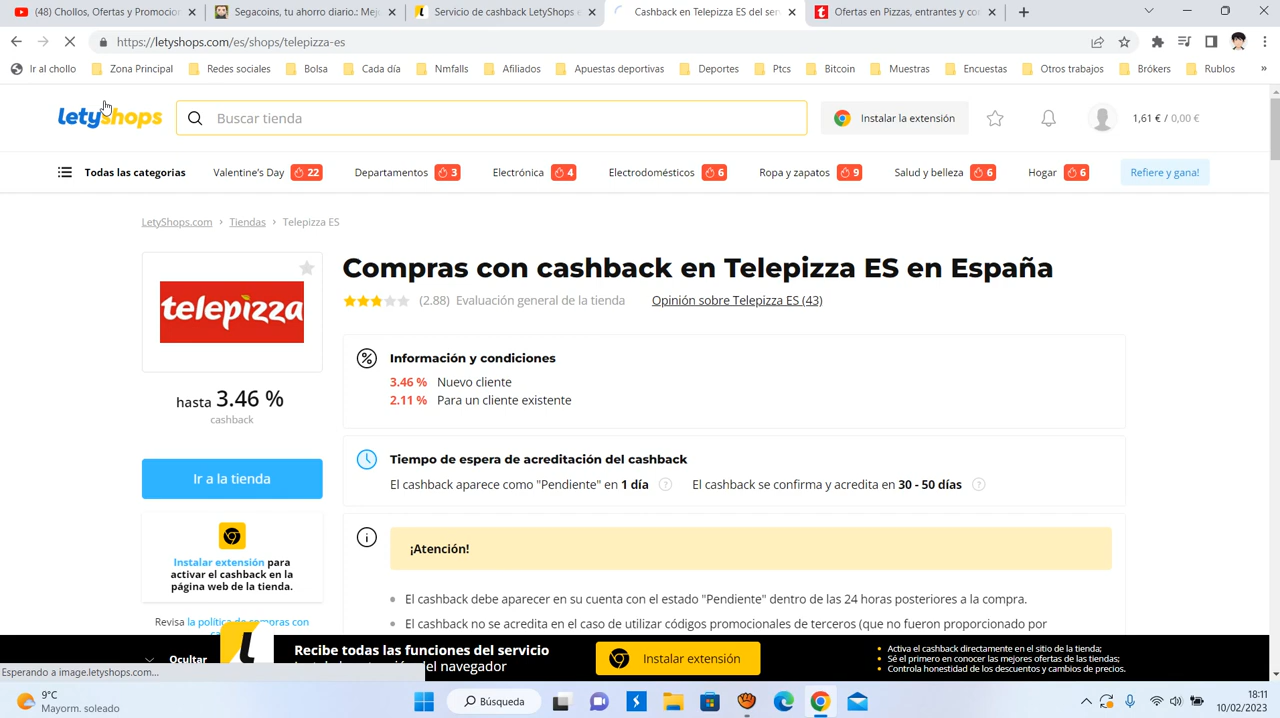 (48) Chollos, Ofertas y Promocion
Segacoins, tu ahorro diario.: Mej
Servicio de cashback LetyShops e
Cashback en Telepizza ES del ser
Ofertas en Pizzas, entrantes y co
https://letyshops.com/es/shops/telepizza-es
Ir al chollo Zona Principal Redes sociales Bolsa Cada día Nmfalls Afiliados Apuestas deportivas Deportes Ptcs Bitcoin Muestras Encuestas Otros trabajos Brókers Rublos »
letyshops Buscar tienda Instalar la extensión 1,61 € / 0,00 €
Todas las categorias Valentine's Day 22 Departamentos 3 Electrónica 4 Electrodomésticos 6 Ropa y zapatos 9 Salud y belleza 6 Hogar 6 Refiere y gana!
LetyShops.com › Tiendas › Telepizza ES
telepizza
hasta 3.46 %
cashback
Ir a la tienda
Instalar extensión para
activar el cashback en la
página web de la tienda.
Revisa la política de compras con
Compras con cashback en Telepizza ES en España
(2.88) Evaluación general de la tienda Opinión sobre Telepizza ES (43)
Información y condiciones
3.46 % Nuevo cliente
2.11 % Para un cliente existente
Tiempo de espera de acreditación del cashback
El cashback aparece como "Pendiente" en 1 día ? El cashback se confirma y acredita en 30 - 50 días ?
¡Atención!
El cashback debe aparecer en su cuenta con el estado "Pendiente" dentro de las 24 horas posteriores a la compra.
El cashback no se acredita en el caso de utilizar códigos promocionales de terceros (que no fueron proporcionado por
Ocultar
Recibe todas las funciones del servicio
del navegador
Instalar extensión
Activa el cashback directamente en el sitio de la tienda;
Sé el primero en conocer las mejores ofertas de las tiendas;
Controla honestidad de los descuentos y cambios de precios.
Esperando a image.letyshops.com...
9°C
Mayorm. soleado
Búsqueda
18:11
10/02/2023